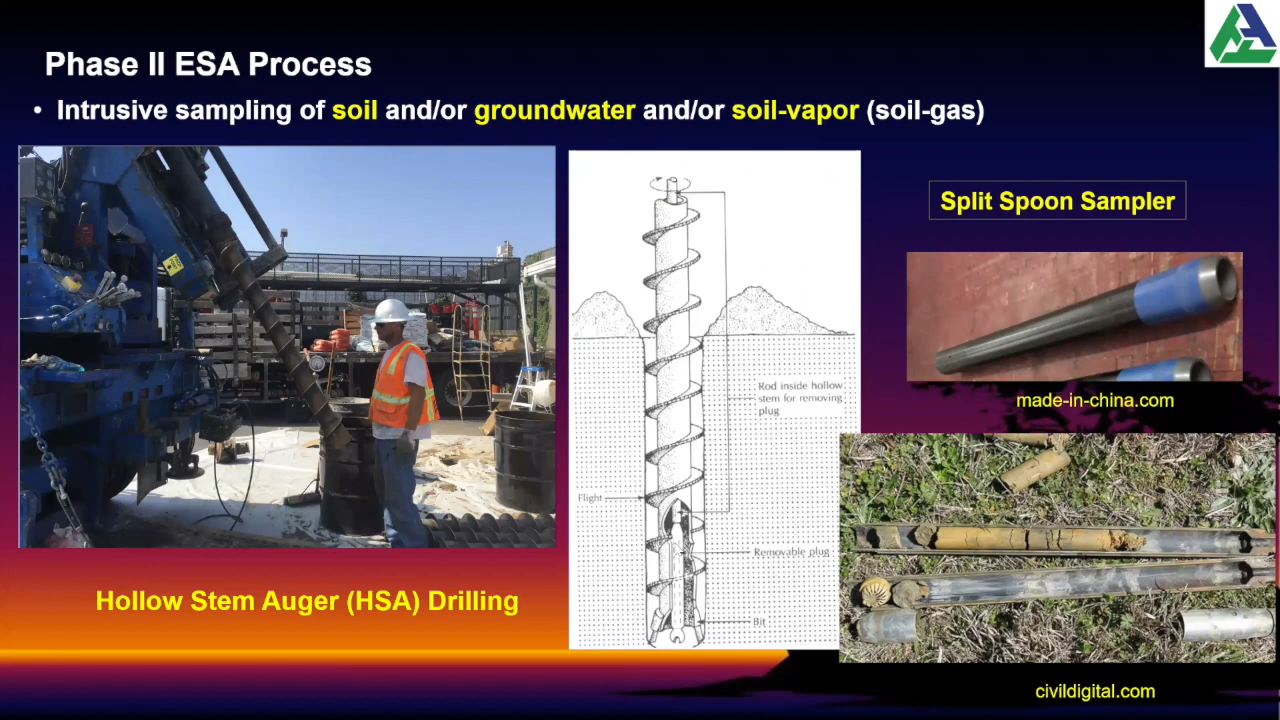 Phase II ESA Process
• Intrusive sampling of soil and/or groundwater and/or soil-vapor (soil-gas)
Split Spoon Sampler
made-in-china.com
Rod inside hollow
stem for removing
plug
Flight
Removable plug
Bit
Hollow Stem Auger (HSA) Drilling
civildigital.com